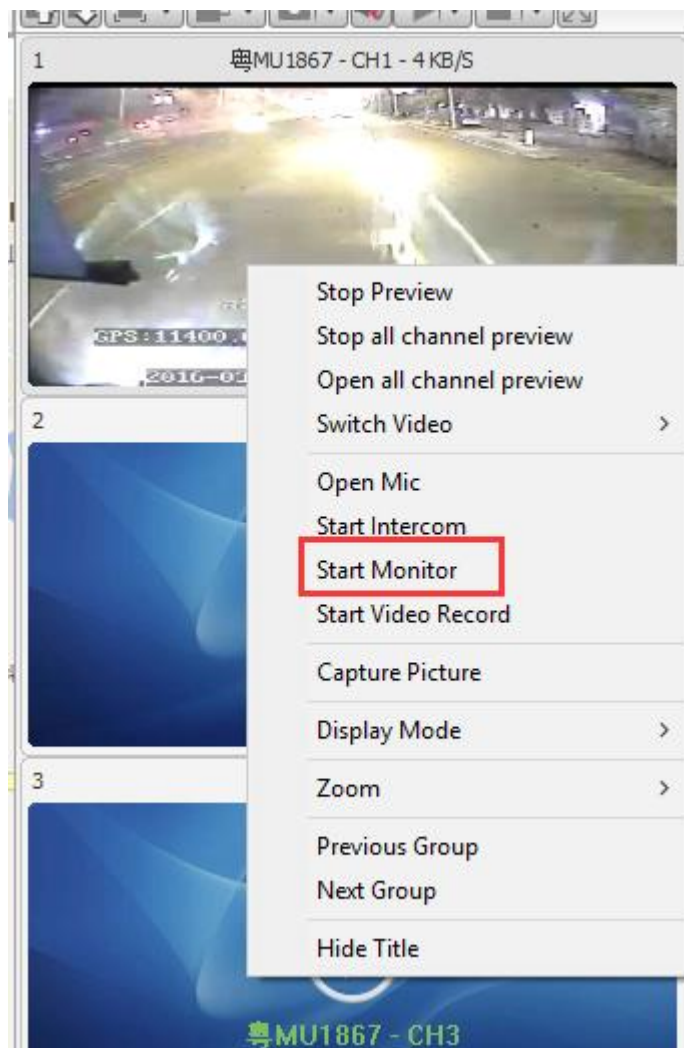 1
粤MU1867 - CH1 - 4 KB/S
GPS:11400.
2016-01
Stop Preview
Stop all channel preview
Open all channel preview
Switch Video
2
Open Mic
Start Intercom
Start Monitor
Start Video Record
Capture Picture
Display Mode
3
Zoom
Previous Group
Next Group
Hide Title
粤MU1867 - CH3